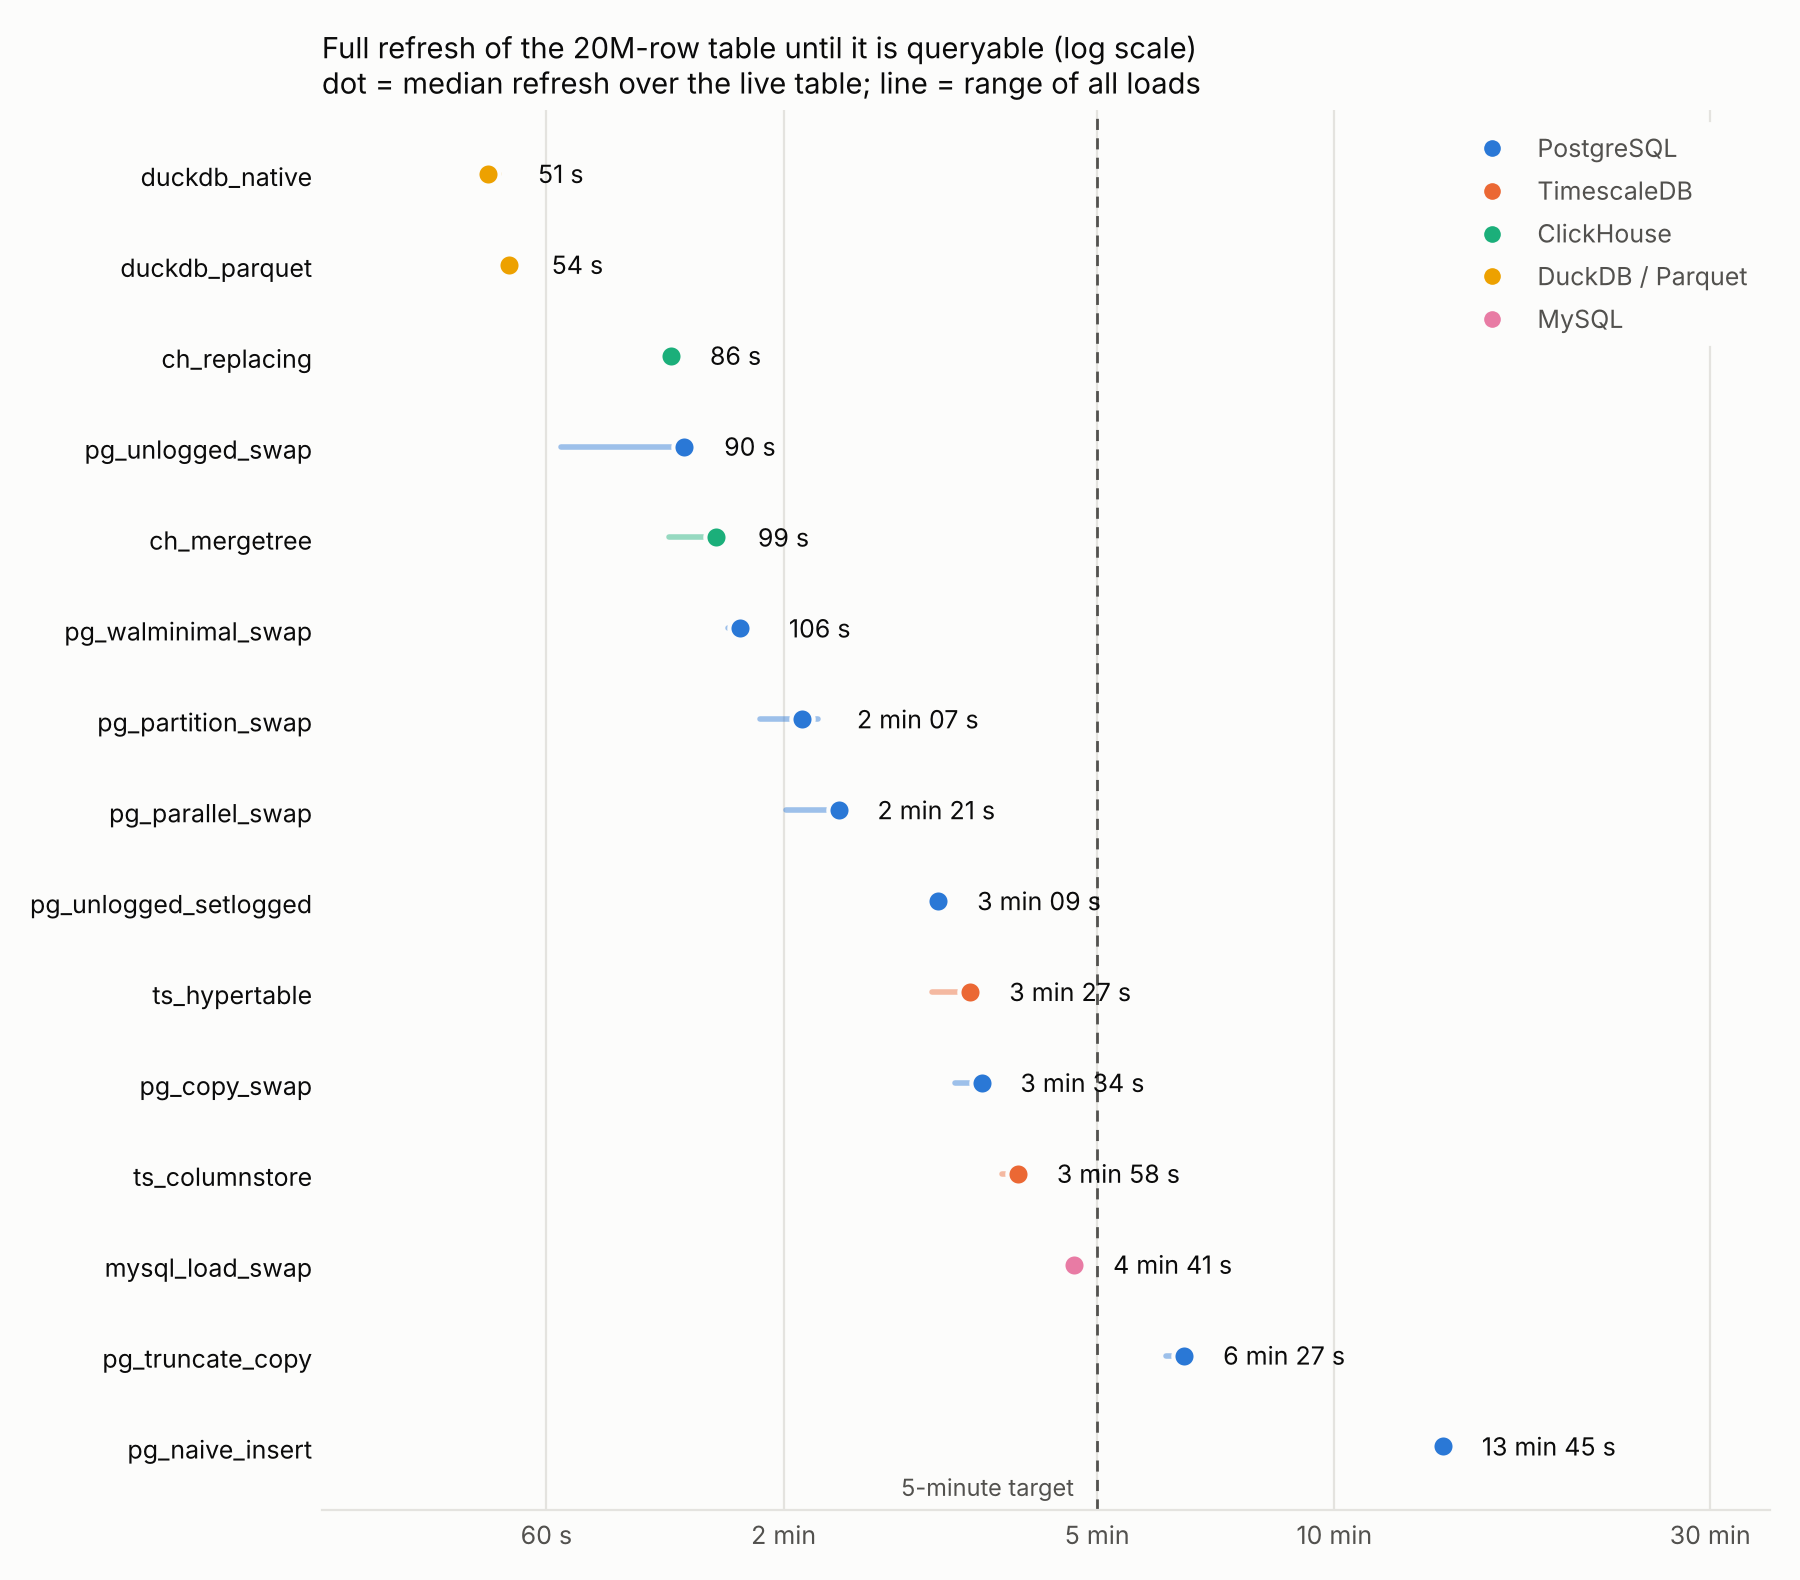 Full refresh of the 20M-row table until it is queryable (log scale)
dot = median refresh over the live table; line = range of all loads
PostgreSQL
TimescaleDB
ClickHouse
DuckDB / Parquet
MySQL
duckdb_native 51 s
duckdb_parquet 54 s
ch_replacing 86 s
pg_unlogged_swap 90 s
ch_mergetree 99 s
pg_walminimal_swap 106 s
pg_partition_swap 2 min 07 s
pg_parallel_swap 2 min 21 s
pg_unlogged_setlogged 3 min 09 s
ts_hypertable 3 min 27 s
pg_copy_swap 3 min 34 s
ts_columnstore 3 min 58 s
mysql_load_swap 4 min 41 s
pg_truncate_copy 6 min 27 s
pg_naive_insert 13 min 45 s
5-minute target
60 s 2 min 5 min 10 min 30 min